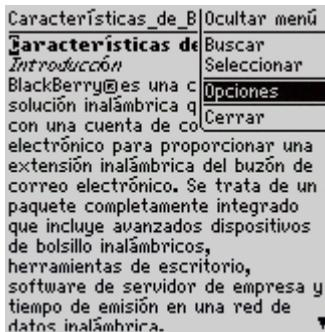 Características_de_B
Ocultar menú
Características de
Buscar
Introducción
Seleccionar
BlackBerry® es una c
Opciones
solución inalámbrica q
Cerrar
con una cuenta de co
electrónico para proporcionar una
extensión inalámbrica del buzón de
correo electrónico. Se trata de un
paquete completamente integrado
que incluye avanzados dispositivos
de bolsillo inalámbricos,
herramientas de escritorio,
software de servidor de empresa y
tiempo de emisión en una red de
datos inalámbrica.